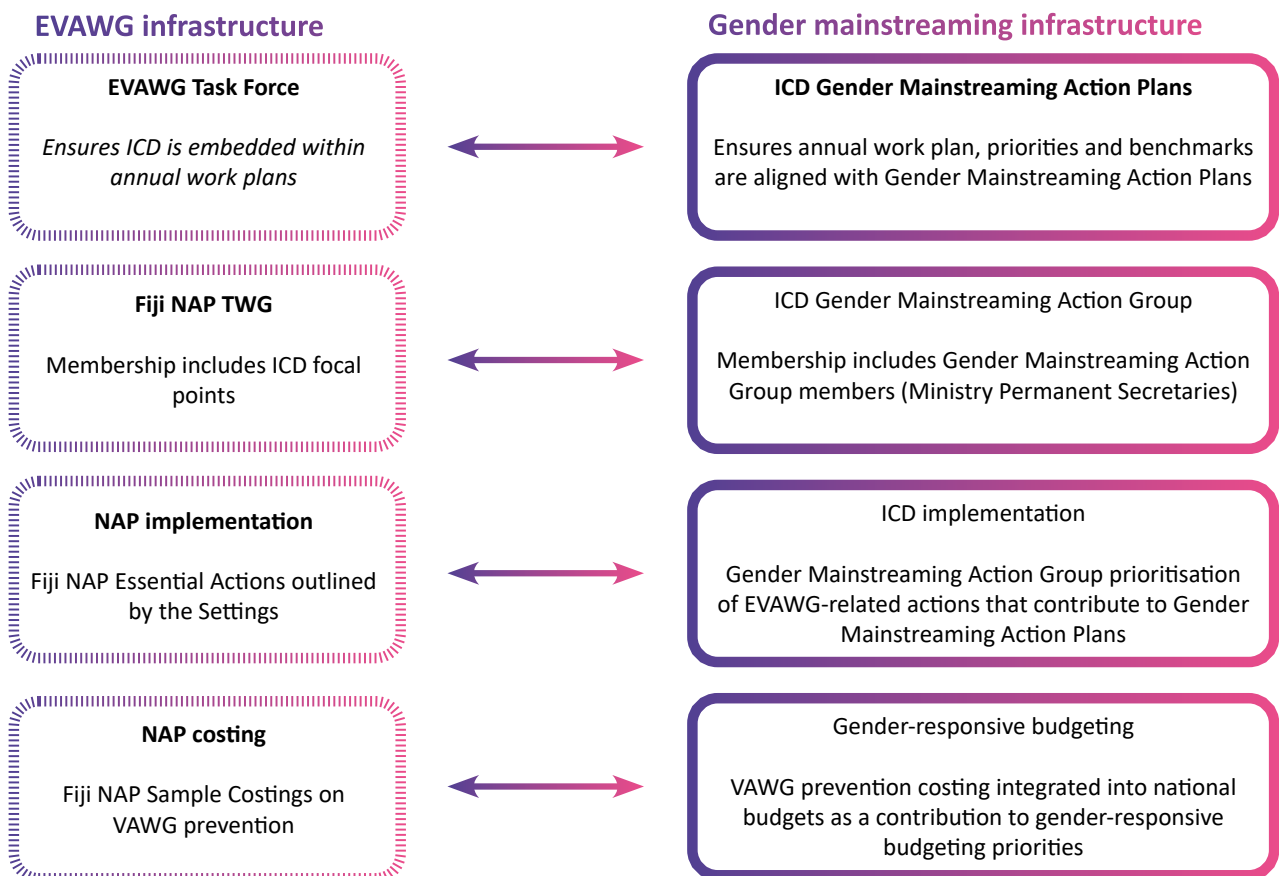 EVAWG infrastructure
Gender mainstreaming infrastructure
EVAWG Task Force
Ensures ICD is embedded within
annual work plans
ICD Gender Mainstreaming Action Plans
Ensures annual work plan, priorities and benchmarks
are aligned with Gender Mainstreaming Action Plans
Fiji NAP TWG
Membership includes ICD focal
points
ICD Gender Mainstreaming Action Group
Membership includes Gender Mainstreaming Action
Group members (Ministry Permanent Secretaries)
NAP implementation
Fiji NAP Essential Actions outlined
by the Settings
ICD implementation
Gender Mainstreaming Action Group prioritisation
of EVAWG-related actions that contribute to Gender
Mainstreaming Action Plans
NAP costing
Fiji NAP Sample Costings on
VAWG prevention
Gender-responsive budgeting
VAWG prevention costing integrated into national
budgets as a contribution to gender-responsive
budgeting priorities